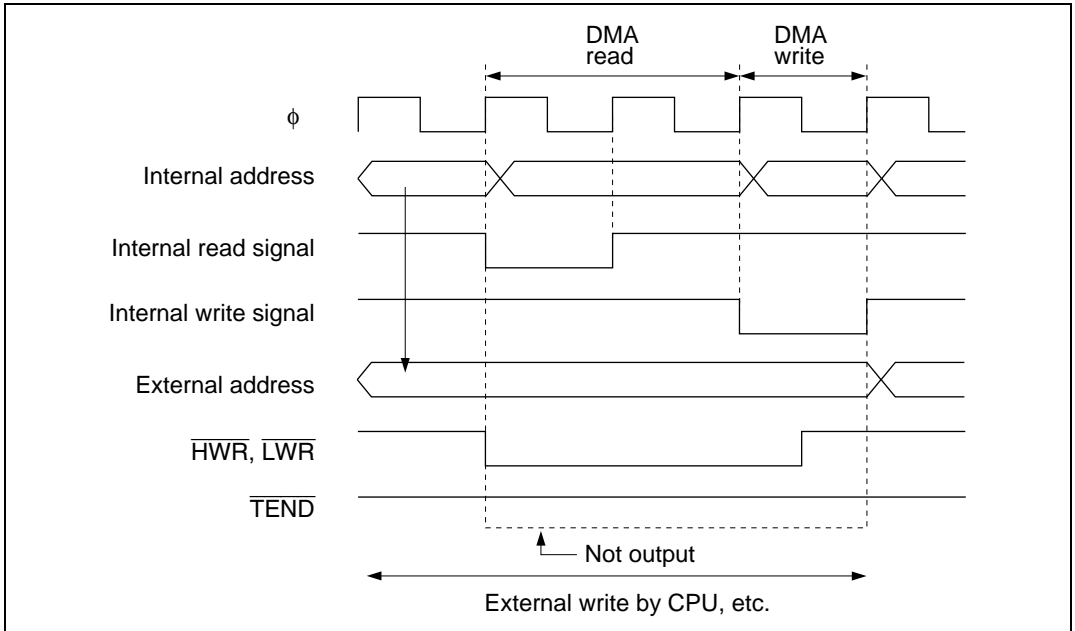 DMA
read
DMA
write
φ
Internal address
Internal read signal
Internal write signal
External address
HWR, LWR
TEND
Not output
External write by CPU, etc.